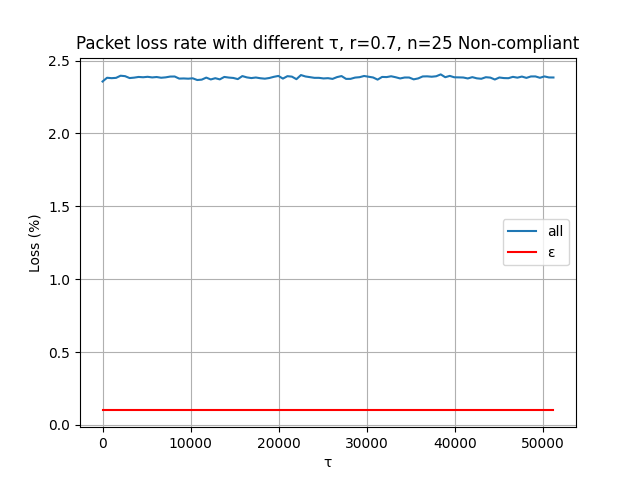 Packet loss rate with different τ, r=0.7, n=25 Non-compliant
2.5
2.0
1.5
1.0
0.5
0.0
Loss (%)
all
ε
0 10000 20000 30000 40000 50000
τ